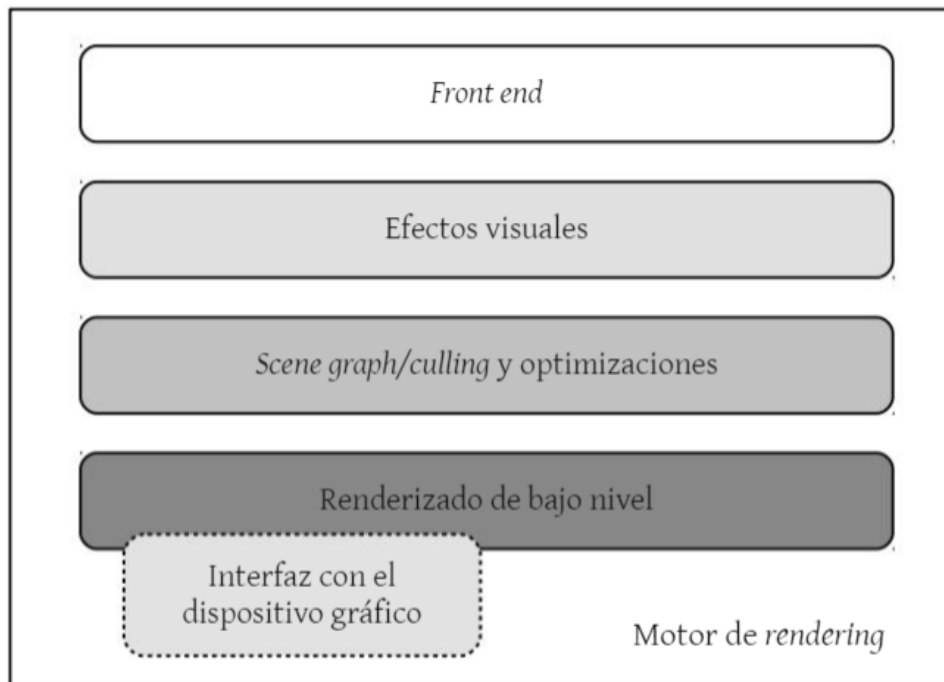 Front end
Efectos visuales
Scene graph/culling y optimizaciones
Renderizado de bajo nivel
Interfaz con el
dispositivo gráfico
Motor de rendering